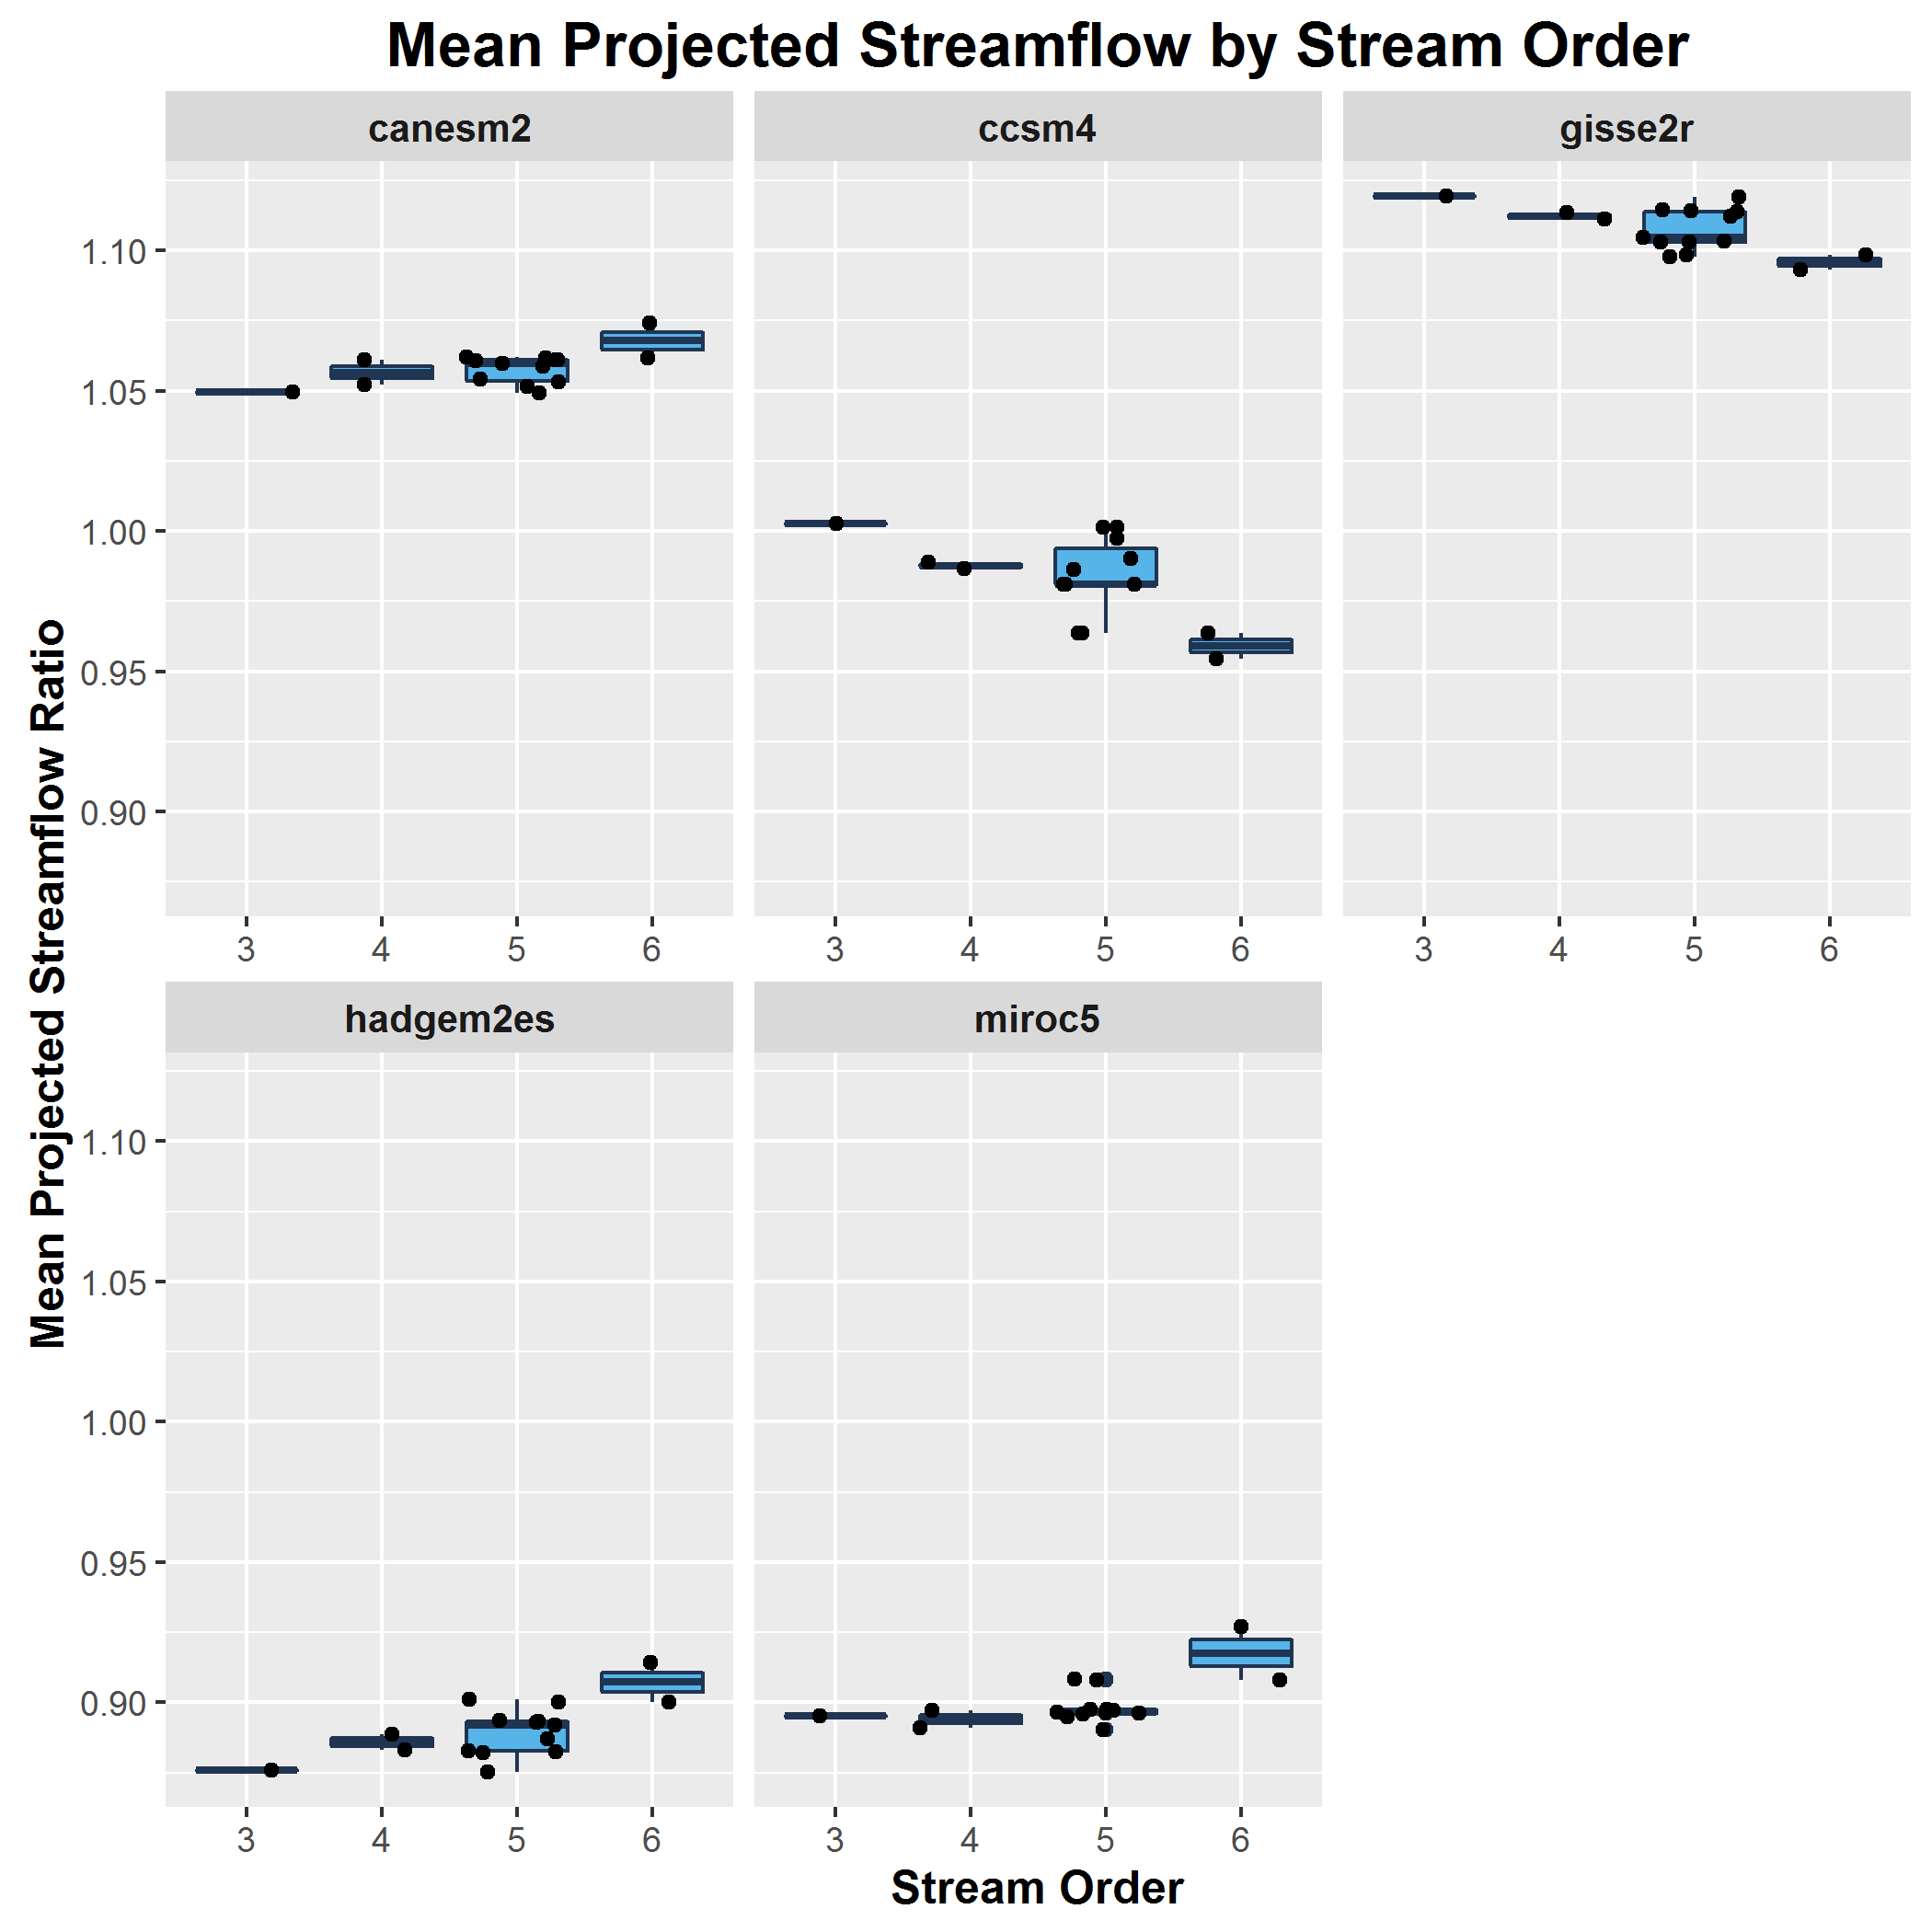 Mean Projected Streamflow by Stream Order
canesm2
ccsm4
gisse2r
1.10
1.05
1.00
0.95
0.90
3 4 5 6
3 4 5 6
3 4 5 6
Mean Projected Streamflow Ratio
hadgem2es
miroc5
1.10
1.05
1.00
0.95
0.90
3 4 5 6
3 4 5 6
Stream Order